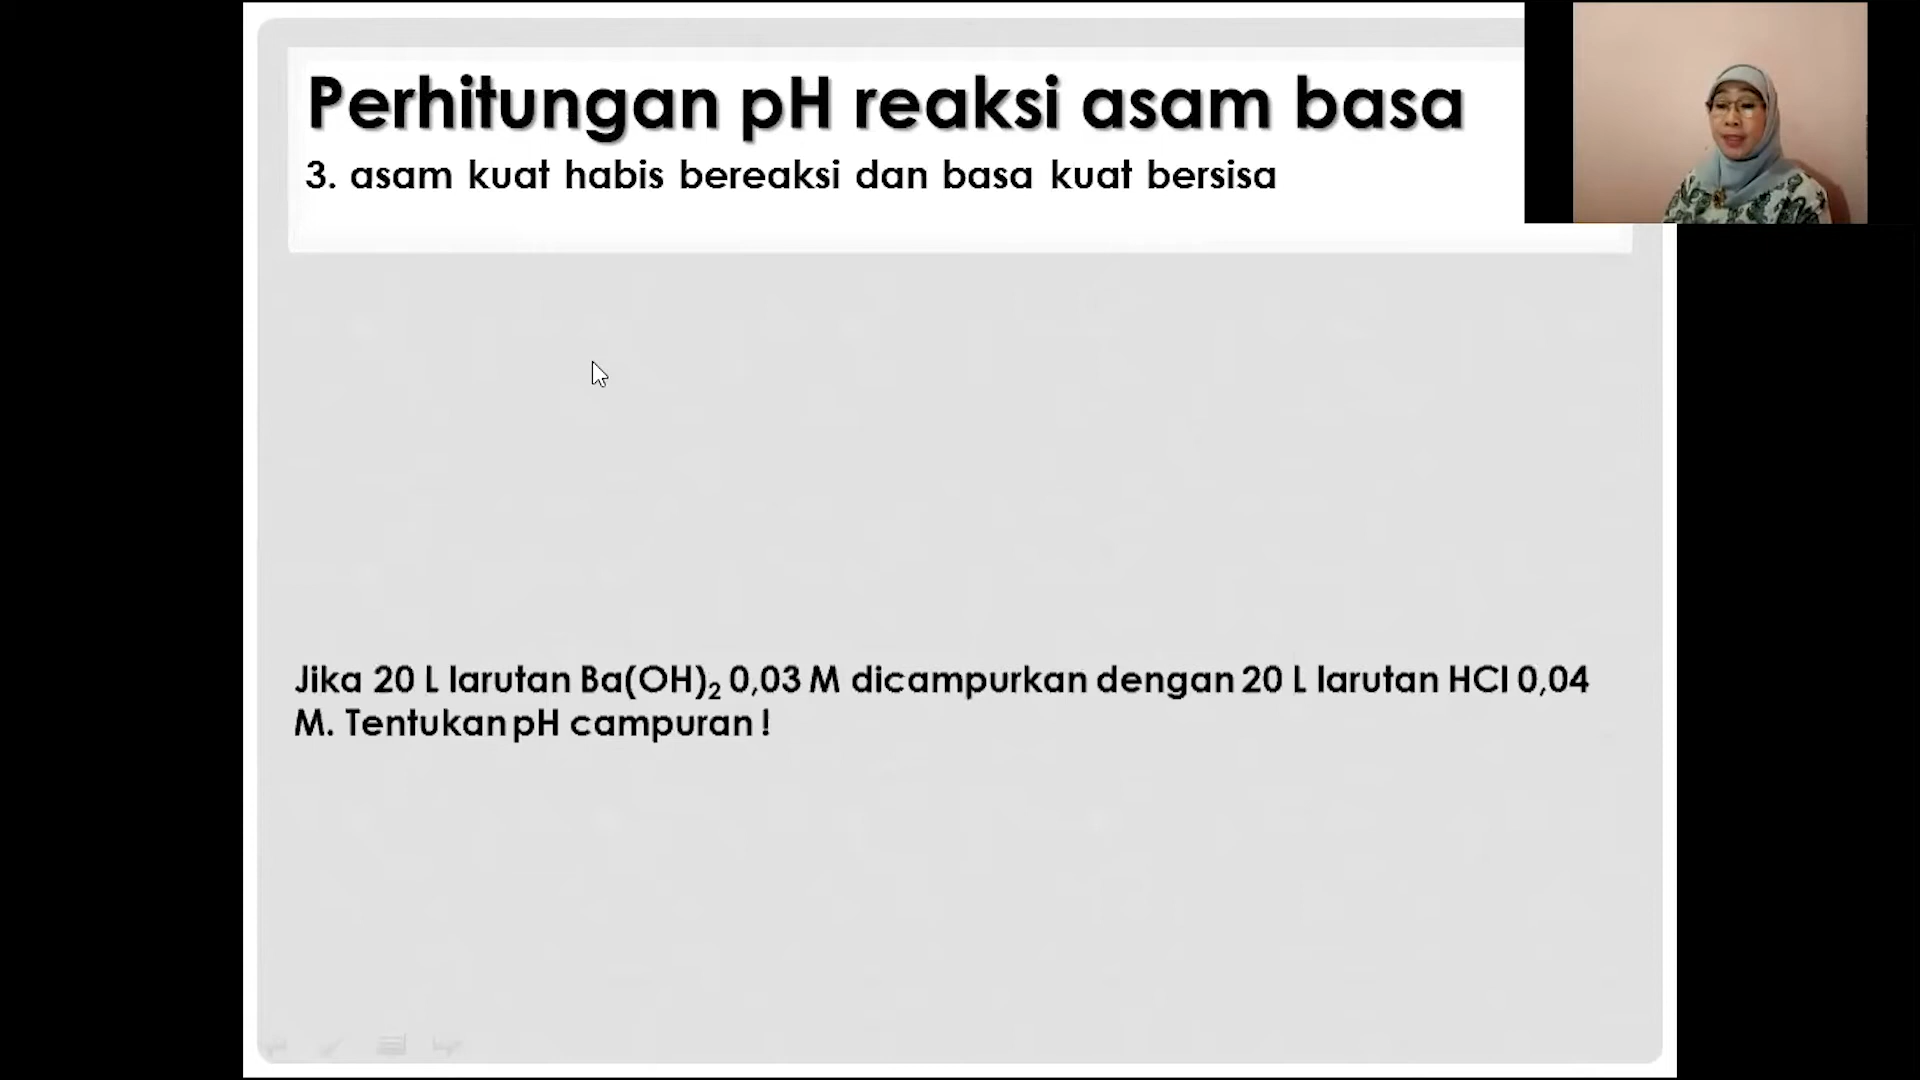 Perhitungan pH reaksi asam basa
3. asam kuat habis bereaksi dan basa kuat bersisa
Jika 20 L larutan Ba(OH)₂ 0,03 M dicampurkan dengan 20 L larutan HCl 0,04
M. Tentukan pH campuran !